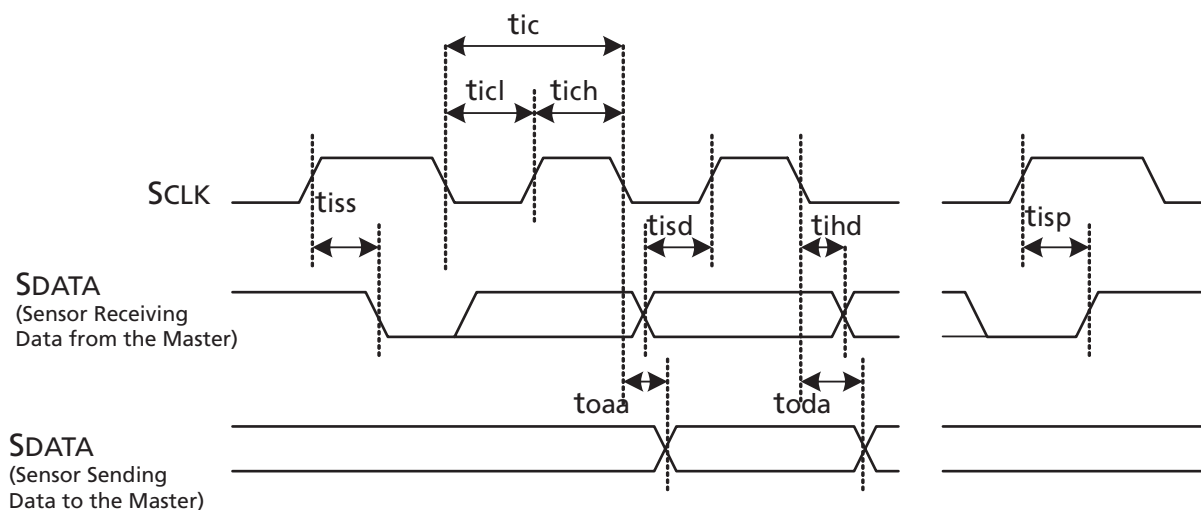 tic
ticl
tich
SCLK
tiss
tisd
tihd
tisp
SDATA
(Sensor Receiving
Data from the Master)
toaa
toda
SDATA
(Sensor Sending
Data to the Master)